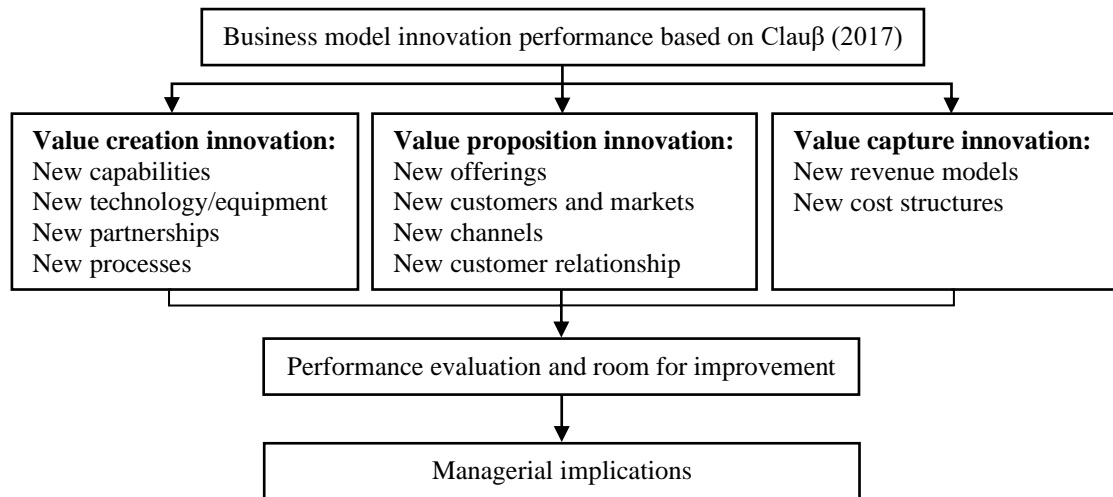 Business model innovation performance based on Clauβ (2017)
Value creation innovation:
New capabilities
New technology/equipment
New partnerships
New processes
Value proposition innovation:
New offerings
New customers and markets
New channels
New customer relationship
Value capture innovation:
New revenue models
New cost structures
Performance evaluation and room for improvement
Managerial implications